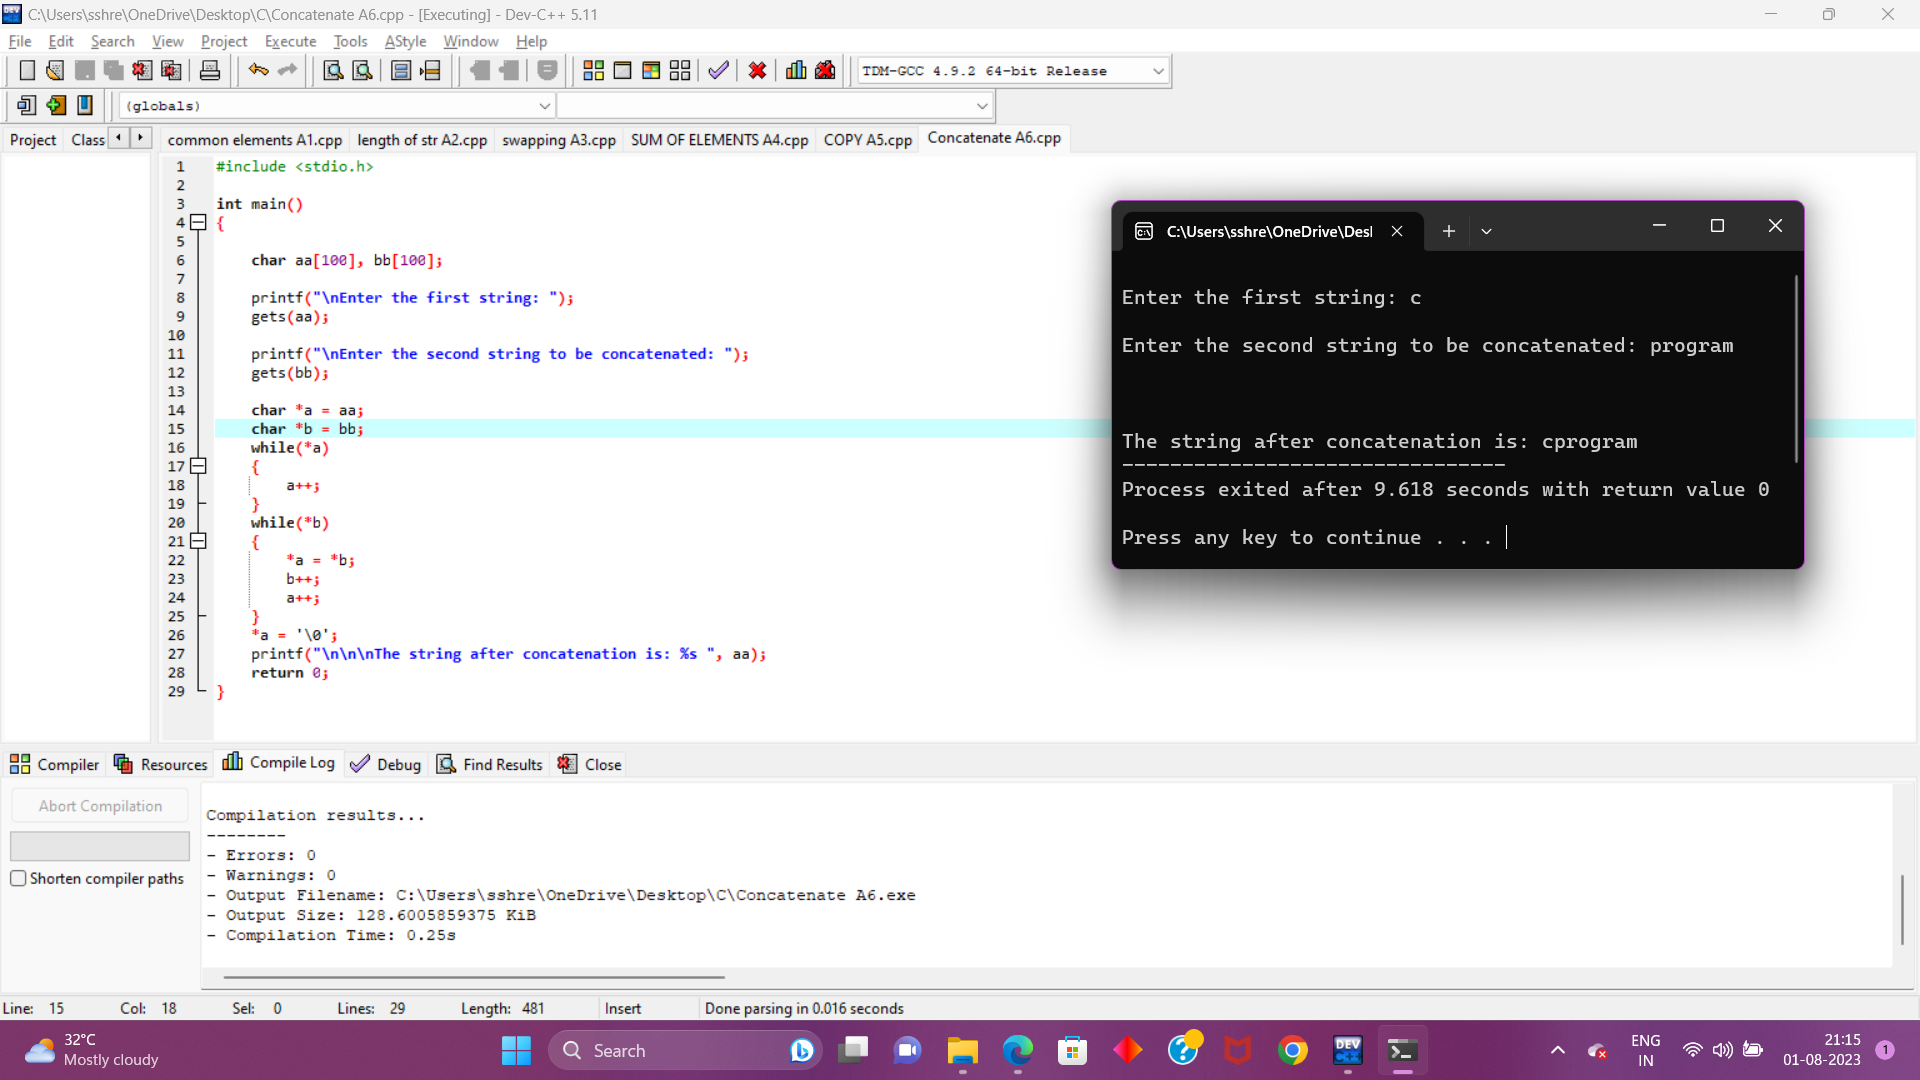 C:\Users\sshre\OneDrive\Desktop\C\Concatenate A6.cpp - [Executing] - Dev-C++ 5.11
File Edit Search View Project Execute Tools AStyle Window Help
TDM-GCC 4.9.2 64-bit Release
(globals)
Project Class common elements A1.cpp length of str A2.cpp swapping A3.cpp SUM OF ELEMENTS A4.cpp COPY A5.cpp Concatenate A6.cpp
1 #include <stdio.h>
2
3 int main()
4 {
5
6 char aa[100], bb[100];
7
8 printf("\nEnter the first string: ");
9 gets(aa);
10
11 printf("\nEnter the second string to be concatenated: ");
12 gets(bb);
13
14 char *a = aa;
15 char *b = bb;
16 while(*a)
17 {
18 a++;
19 }
20 while(*b)
21 {
22 *a = *b;
23 b++;
24 a++;
25 }
26 *a = '\0';
27 printf("\n\n\nThe string after concatenation is: %s ", aa);
28 return 0;
29 }
C:\Users\sshre\OneDrive\Desl
Enter the first string: c
Enter the second string to be concatenated: program
The string after concatenation is: cprogram
--------------------------------
Process exited after 9.618 seconds with return value 0
Press any key to continue . . .
Compiler Resources Compile Log Debug Find Results Close
Abort Compilation
Shorten compiler paths
Compilation results...
--------
- Errors: 0
- Warnings: 0
- Output Filename: C:\Users\sshre\OneDrive\Desktop\C\Concatenate A6.exe
- Output Size: 128.6005859375 KiB
- Compilation Time: 0.25s
Line: 15 Col: 18 Sel: 0 Lines: 29 Length: 481 Insert Done parsing in 0.016 seconds
32°C
Mostly cloudy
Search
DEV
C++
ENG
IN
21:15
01-08-2023
1